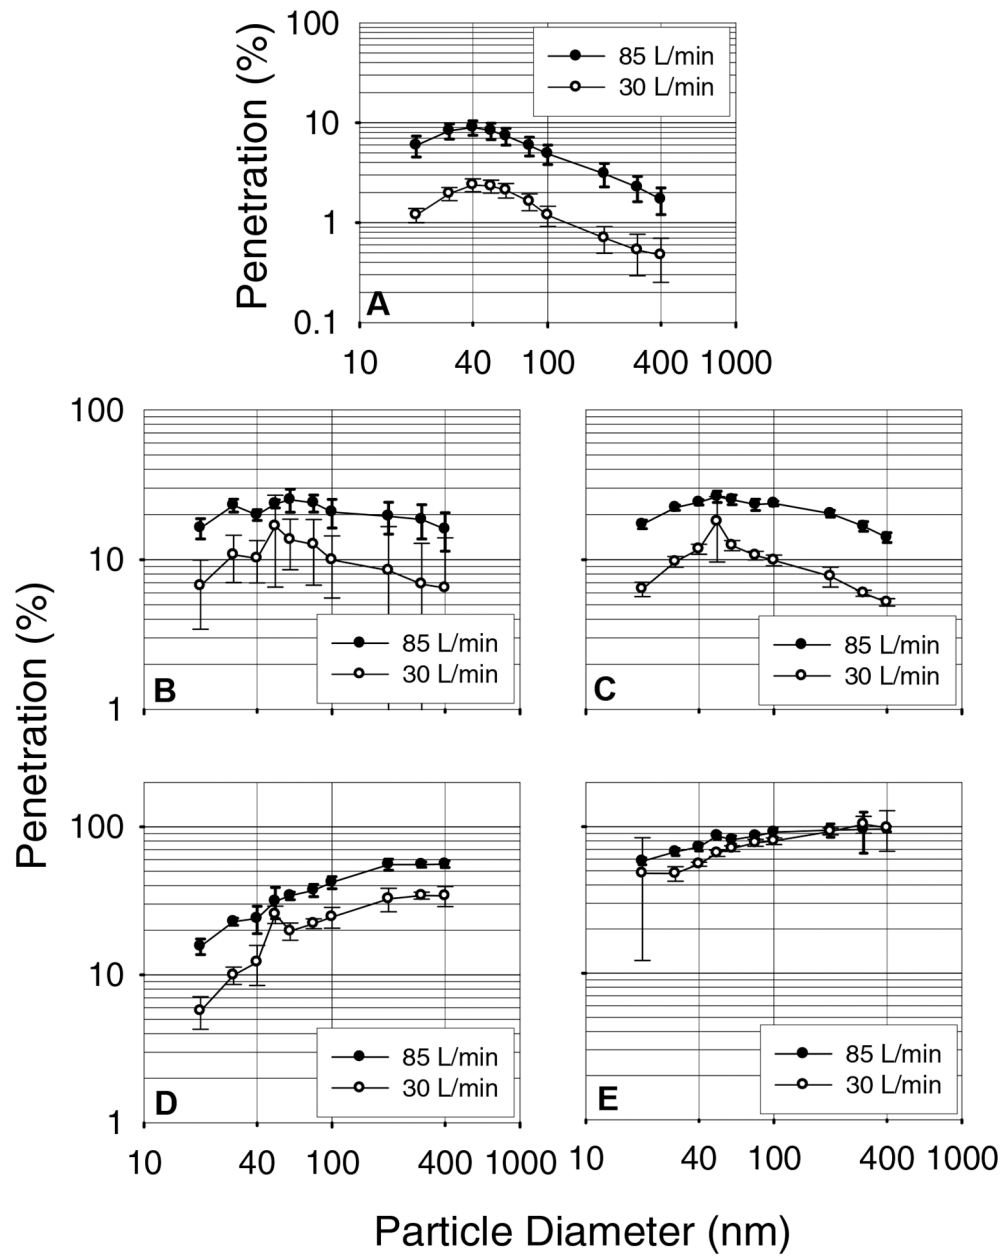 100
85 L/min
30 L/min
Penetration (%)
10
1
A
0.1
10 40 100 400 1000
100
10
85 L/min
30 L/min
85 L/min
30 L/min
B
C
1
Penetration (%)
100
10
85 L/min
30 L/min
85 L/min
30 L/min
D
E
1
10 40 100 400 1000 10 40 100 400 1000
Particle Diameter (nm)